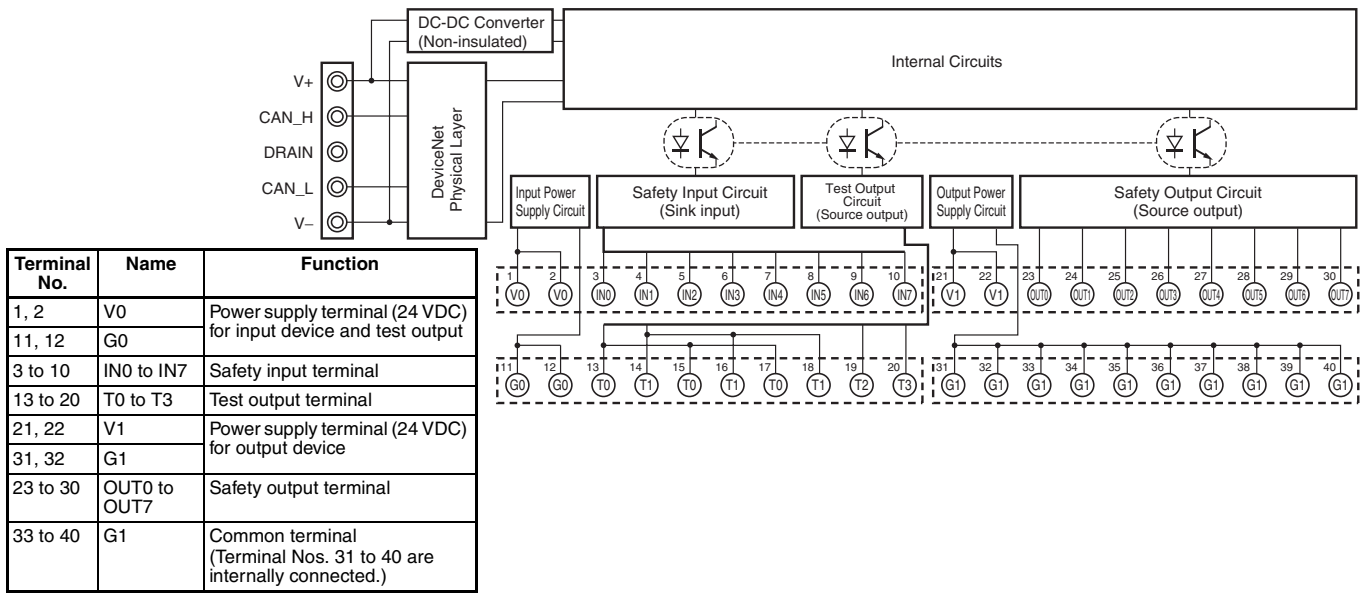 DC-DC Converter
(Non-insulated)
Internal Circuits
V+
CAN_H
DRAIN
CAN_L
V–
DeviceNet
Physical Layer
Input Power
Supply Circuit
Safety Input Circuit
(Sink input)
Test Output
Circuit
(Source output)
Output Power
Supply Circuit
Safety Output Circuit
(Source output)
1 2 3 4 5 6 7 8 9 10
V0 V0 IN0 IN1 IN2 IN3 IN4 IN5 IN6 IN7
21 22 23 24 25 26 27 28 29 30
V1 V1 OUT0 OUT1 OUT2 OUT3 OUT4 OUT5 OUT6 OUT7
11 12 13 14 15 16 17 18 19 20
G0 G0 T0 T1 T0 T1 T0 T1 T2 T3
31 32 33 34 35 36 37 38 39 40
G1 G1 G1 G1 G1 G1 G1 G1 G1 G1
Terminal
No.
Name
Function
1, 2
V0
Power supply terminal (24 VDC)
for input device and test output
11, 12
G0
3 to 10
IN0 to IN7
Safety input terminal
13 to 20
T0 to T3
Test output terminal
21, 22
V1
Power supply terminal (24 VDC)
for output device
31, 32
G1
23 to 30
OUT0 to
OUT7
Safety output terminal
33 to 40
G1
Common terminal
(Terminal Nos. 31 to 40 are
internally connected.)